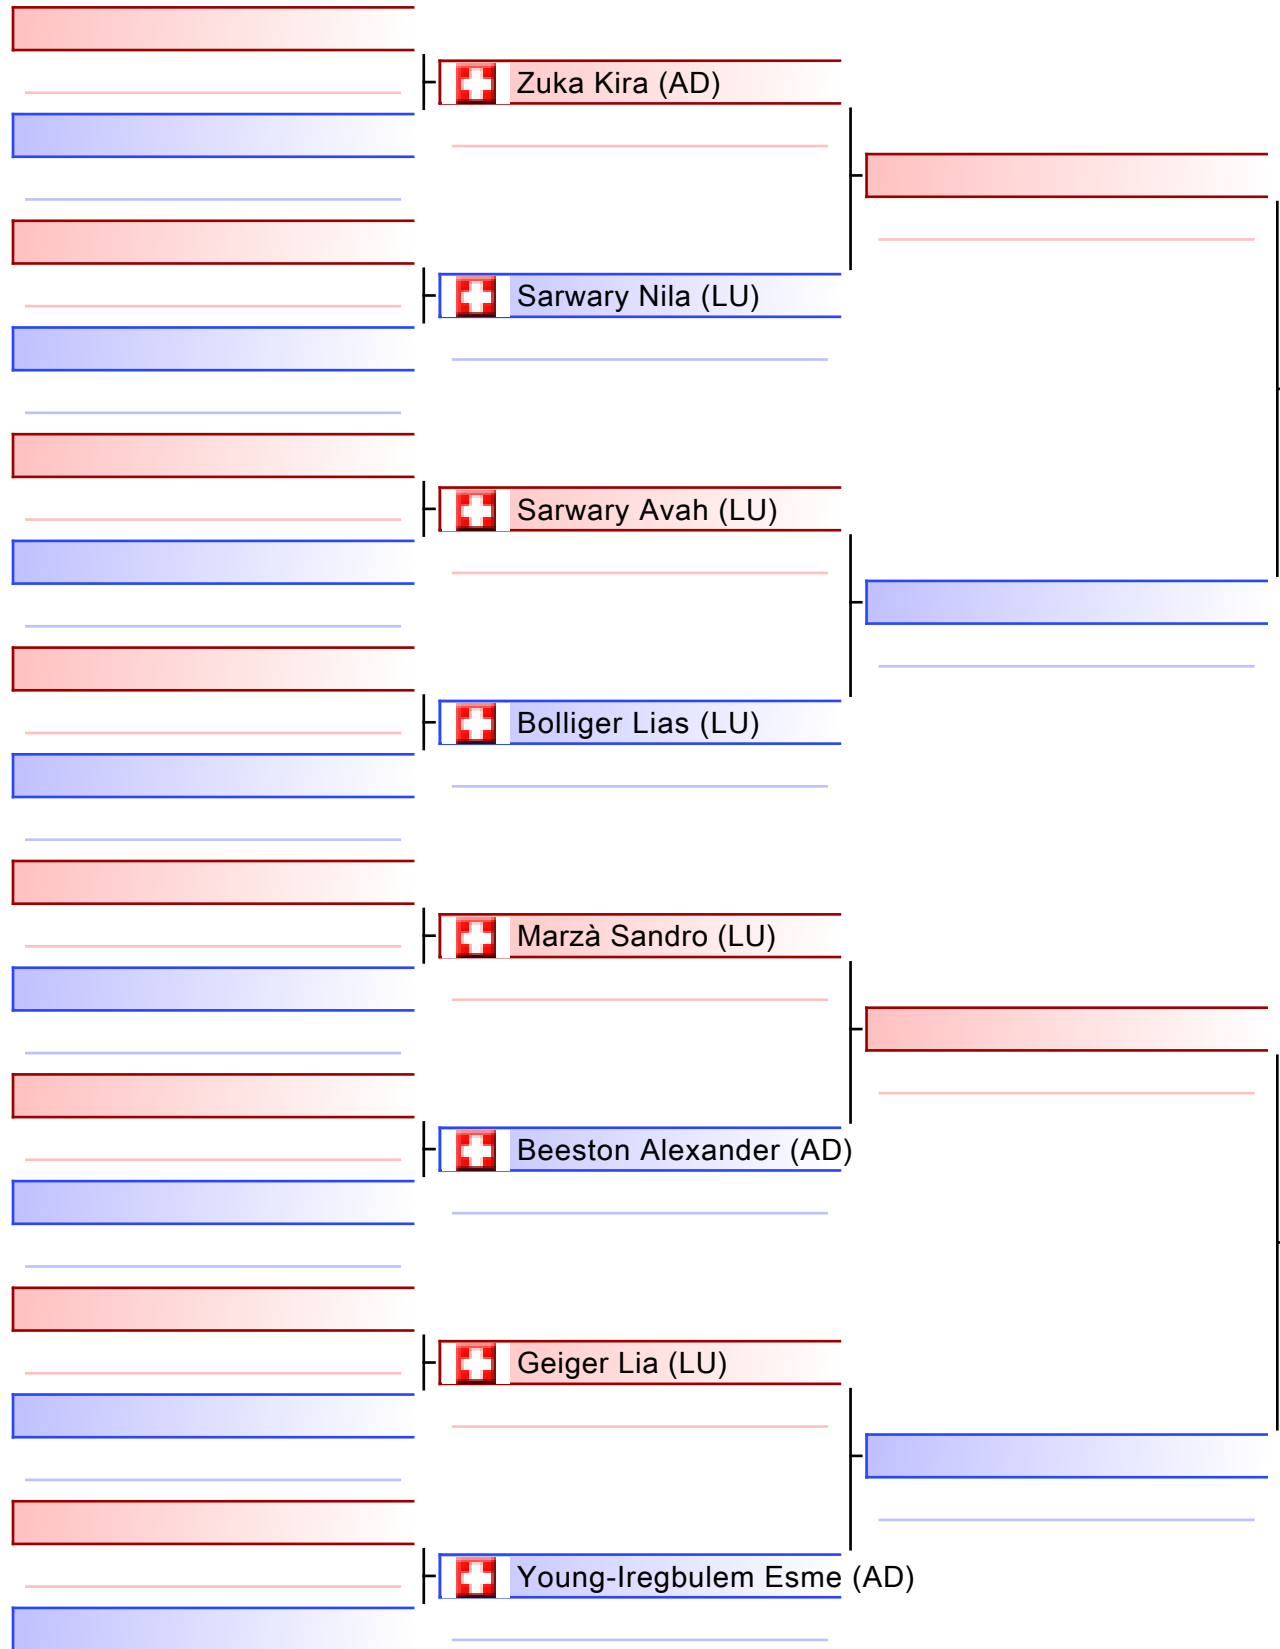 Zuka Kira (AD)
Sarwary Nila (LU)
Sarwary Avah (LU)
Bolliger Lias (LU)
Marzà Sandro (LU)
Beeston Alexander (AD)
Geiger Lia (LU)
Young-Iregbulem Esme (AD)